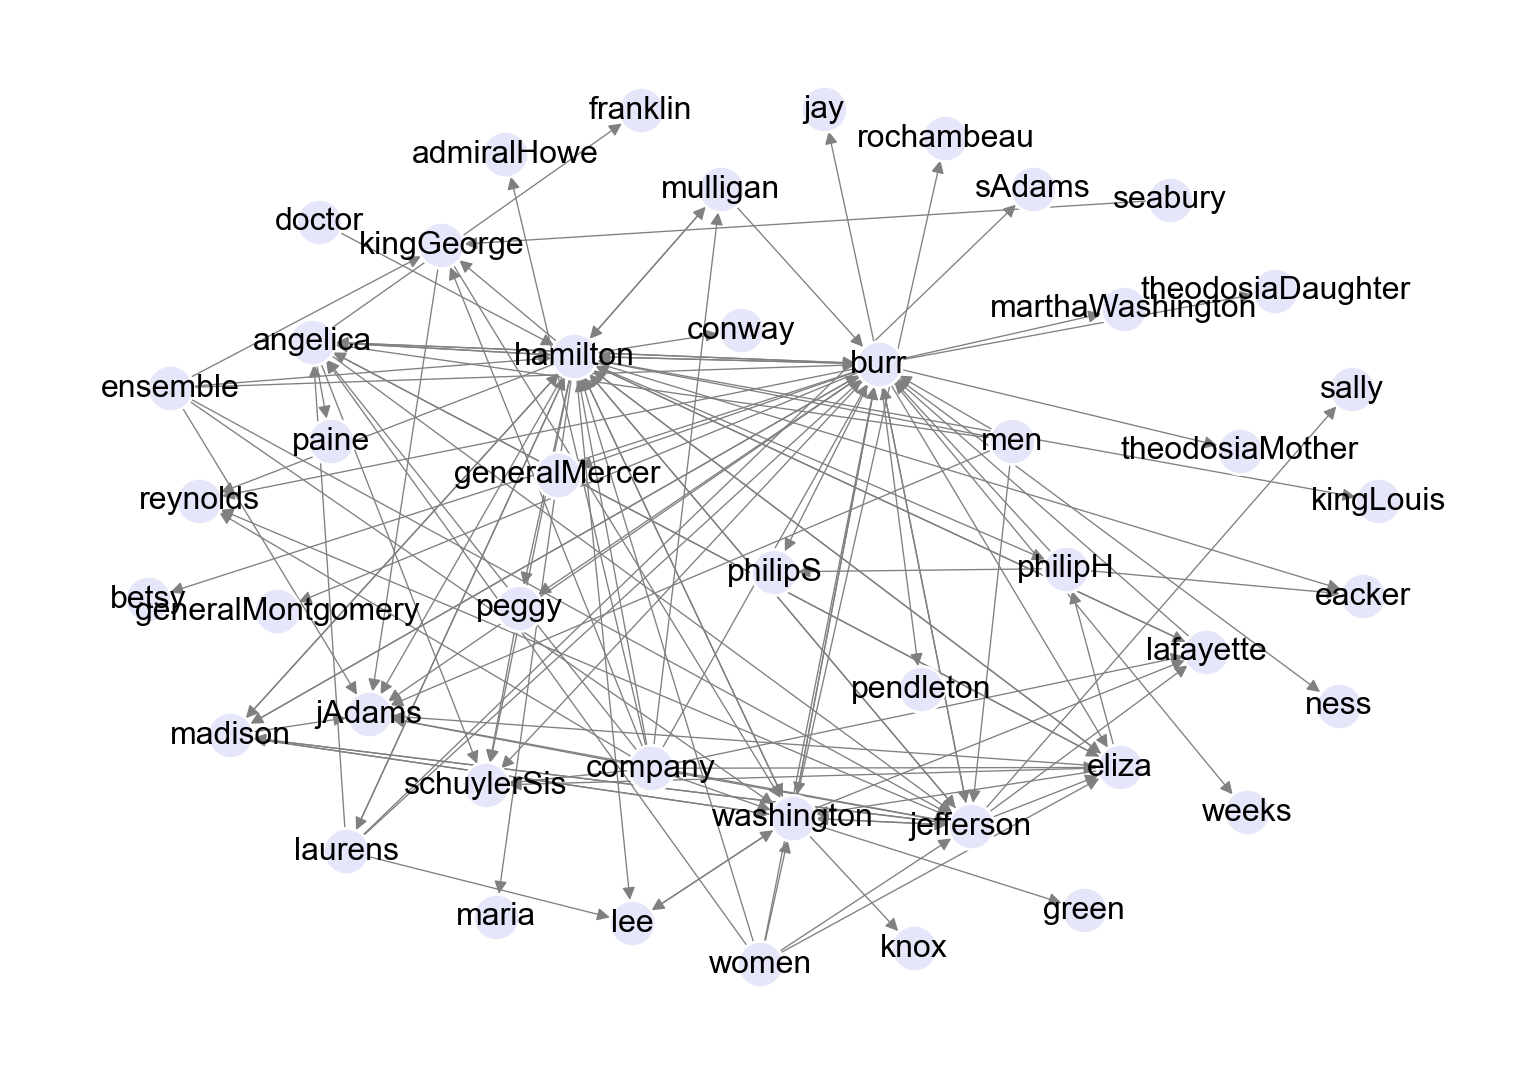 franklin
jay
rochambeau
admiralHowe
mulligan
sAdams
seabury
doctor
kingGeorge
theodosiaDaughter
marthaWashington
conway
angelica
hamilton
burr
ensemble
sally
paine
men
theodosiaMother
generalMercer
reynolds
kingLouis
philipS
philipH
betsy
generalMontgomery
peggy
eacker
lafayette
pendleton
ness
madison
jAdams
schuylerSis
company
eliza
washington
jefferson
weeks
laurens
maria
lee
green
knox
women